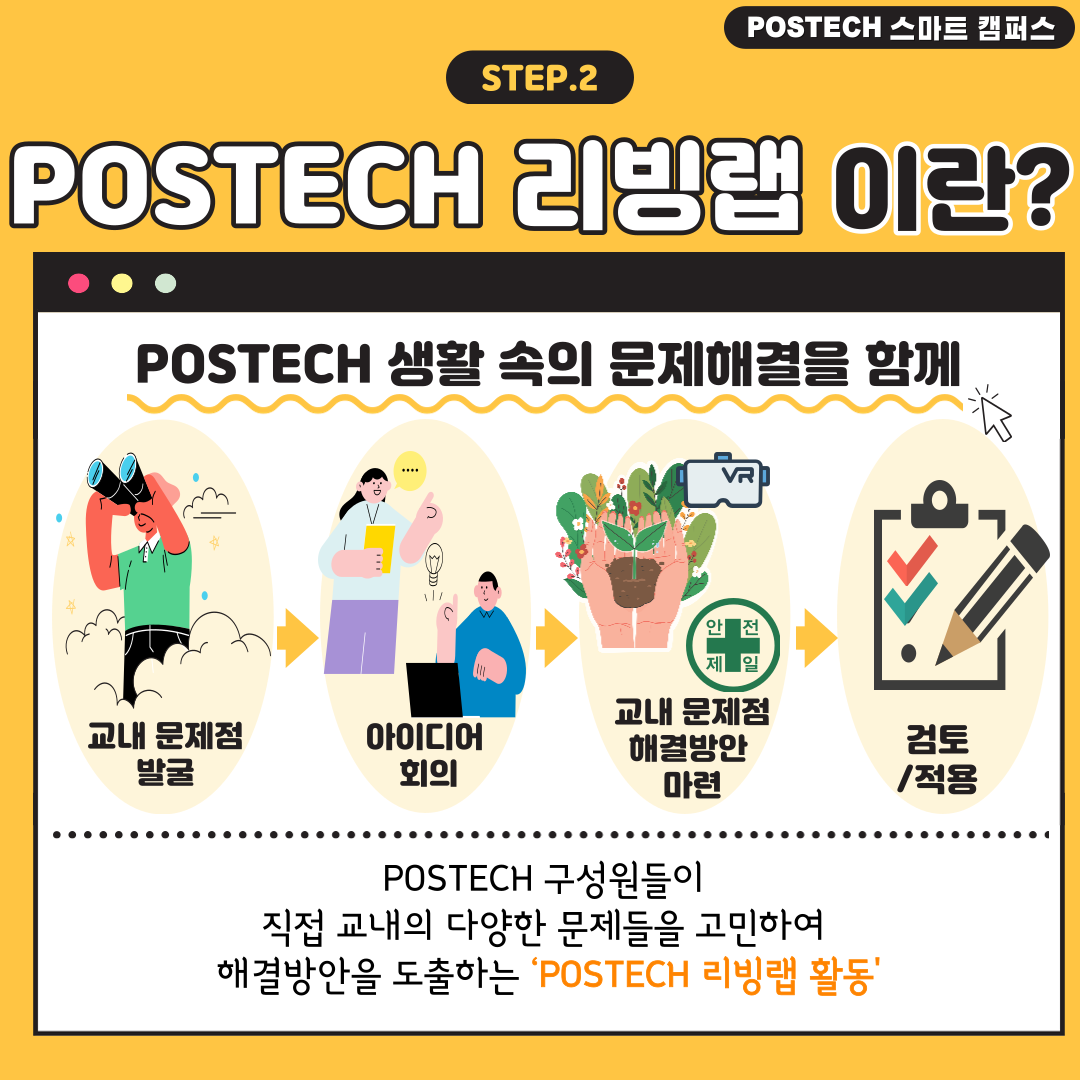 POSTECH 스마트 캠퍼스
STEP.2
POSTECH 리빙랩 이란?
POSTECH 생활 속의 문제해결을 함께
....
VR
안 전
제 일
교내 문제점
발굴
아이디어
회의
교내 문제점
해결방안
마련
검토
/적용
POSTECH 구성원들이
직접 교내의 다양한 문제들을 고민하여
해결방안을 도출하는 ‘POSTECH 리빙랩 활동'